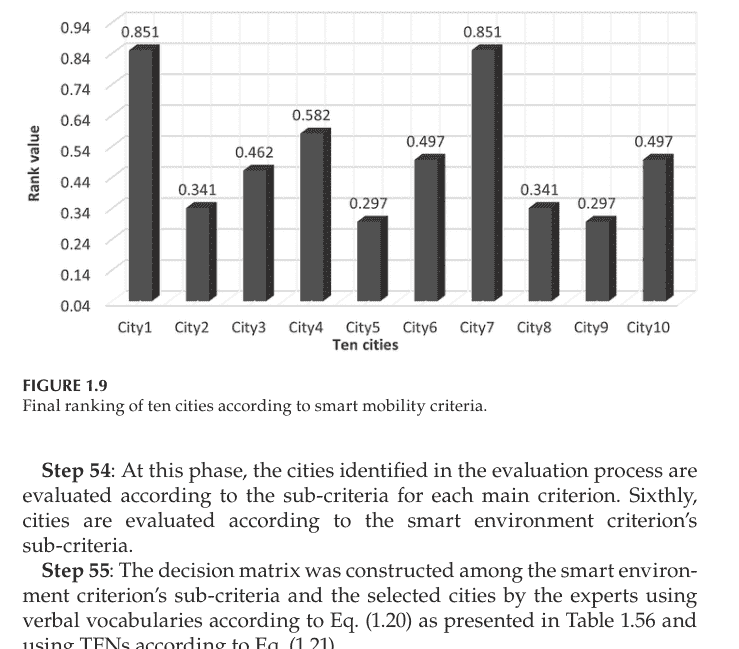 0.94
0.84
0.74
0.64
0.54
0.44
0.34
0.24
0.14
0.04
Rank value
0.851
0.341
0.462
0.582
0.297
0.497
0.851
0.341
0.297
0.497
City1 City2 City3 City4 City5 City6 City7 City8 City9 City10
Ten cities
FIGURE 1.9
Final ranking of ten cities according to smart mobility criteria.
Step 54: At this phase, the cities identified in the evaluation process are
evaluated according to the sub-criteria for each main criterion. Sixthly,
cities are evaluated according to the smart environment criterion's
sub-criteria.
Step 55: The decision matrix was constructed among the smart environ-
ment criterion's sub-criteria and the selected cities by the experts using
verbal vocabularies according to Eq. (1.20) as presented in Table 1.56 and
using TFNs according to Eq. (1.21)